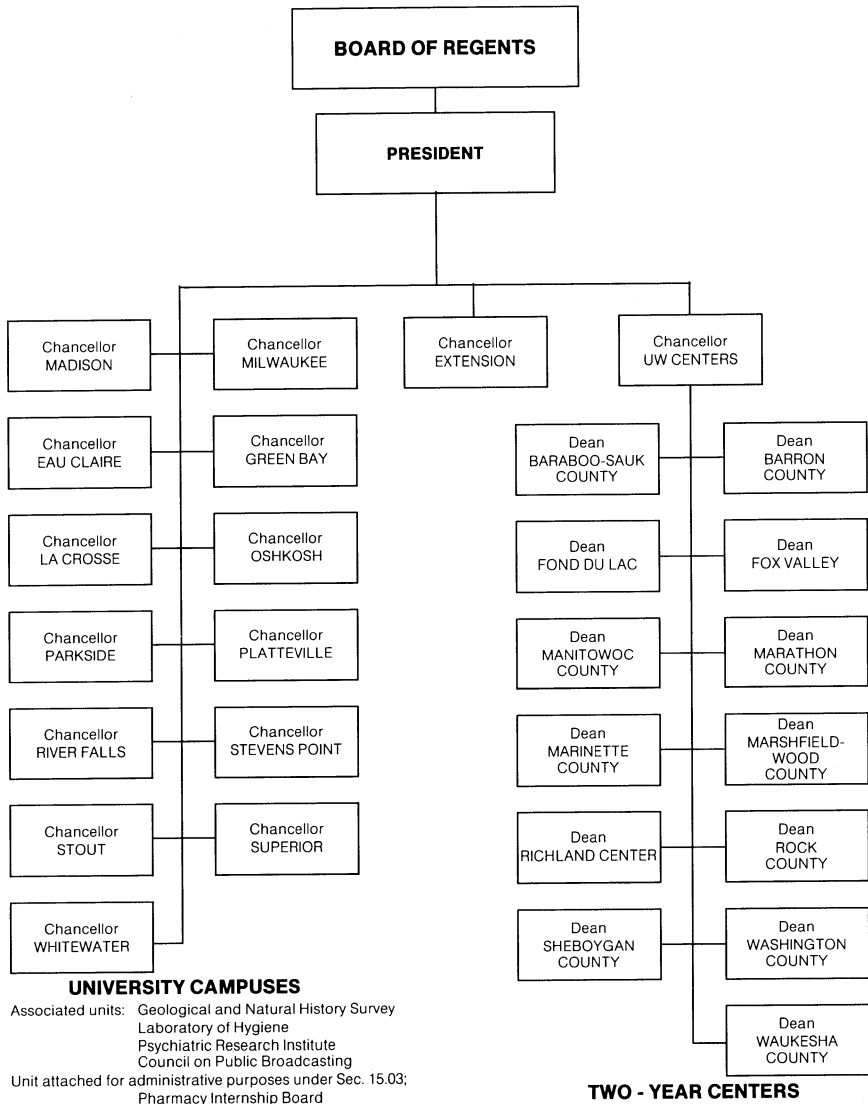 BOARD OF REGENTS
PRESIDENT
Chancellor
MADISON
Chancellor
MILWAUKEE
Chancellor
EXTENSION
Chancellor
UW CENTERS
Chancellor
EAU CLAIRE
Chancellor
GREEN BAY
Chancellor
LA CROSSE
Chancellor
OSHKOSH
Chancellor
PARKSIDE
Chancellor
PLATTEVILLE
Chancellor
RIVER FALLS
Chancellor
STEVENS POINT
Chancellor
STOUT
Chancellor
SUPERIOR
Chancellor
WHITEWATER
UNIVERSITY CAMPUSES
Associated units: Geological and Natural History Survey
Laboratory of Hygiene
Psychiatric Research Institute
Council on Public Broadcasting
Unit attached for administrative purposes under Sec. 15.03;
Pharmacy Internship Board
Dean
BARABOO-SAUK
COUNTY
Dean
BARRON
COUNTY
Dean
FOND DU LAC
Dean
FOX VALLEY
Dean
MANITOWOC
COUNTY
Dean
MARATHON
COUNTY
Dean
MARINETTE
COUNTY
Dean
MARSHFIELD-
WOOD
COUNTY
Dean
RICHLAND CENTER
Dean
ROCK
COUNTY
Dean
SHEBOYGAN
COUNTY
Dean
WASHINGTON
COUNTY
Dean
WAUKESHA
COUNTY
TWO - YEAR CENTERS